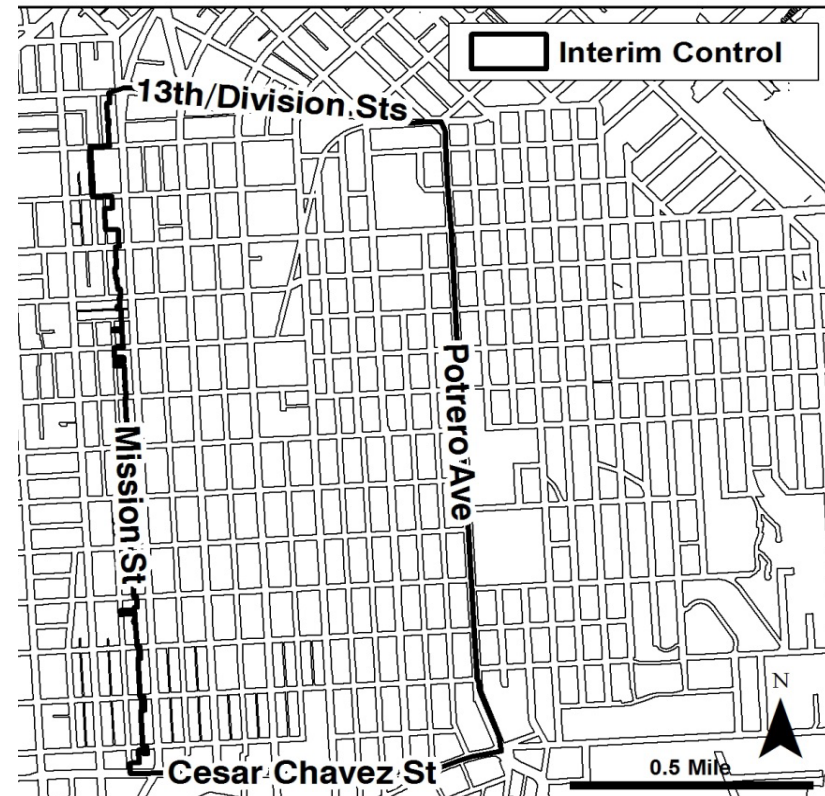 Interim Control
13th/Division Sts
Potrero Ave
Mission St
Cesar Chavez St
N
0.5 Mile